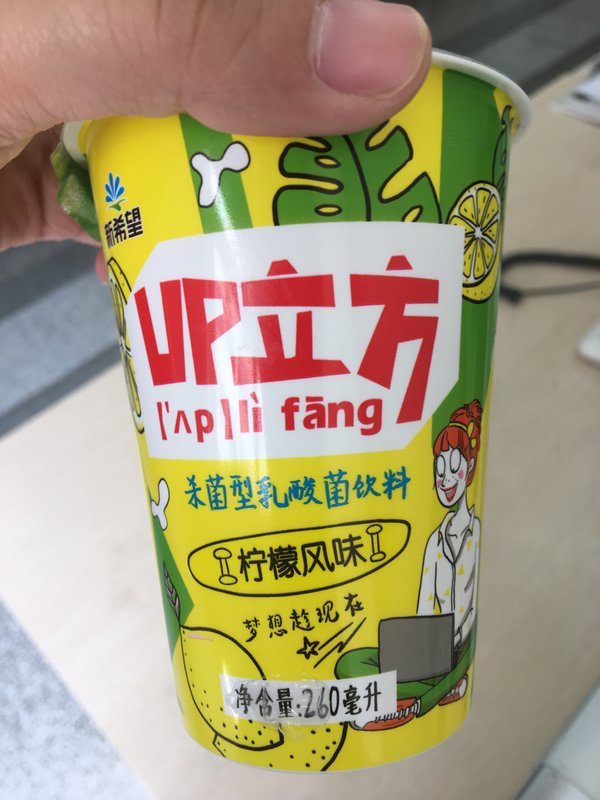 新希望
UP立方
['ʌp] lì fāng
杀菌型乳酸菌饮料
柠檬风味
梦想趁现在
净含量:260毫升